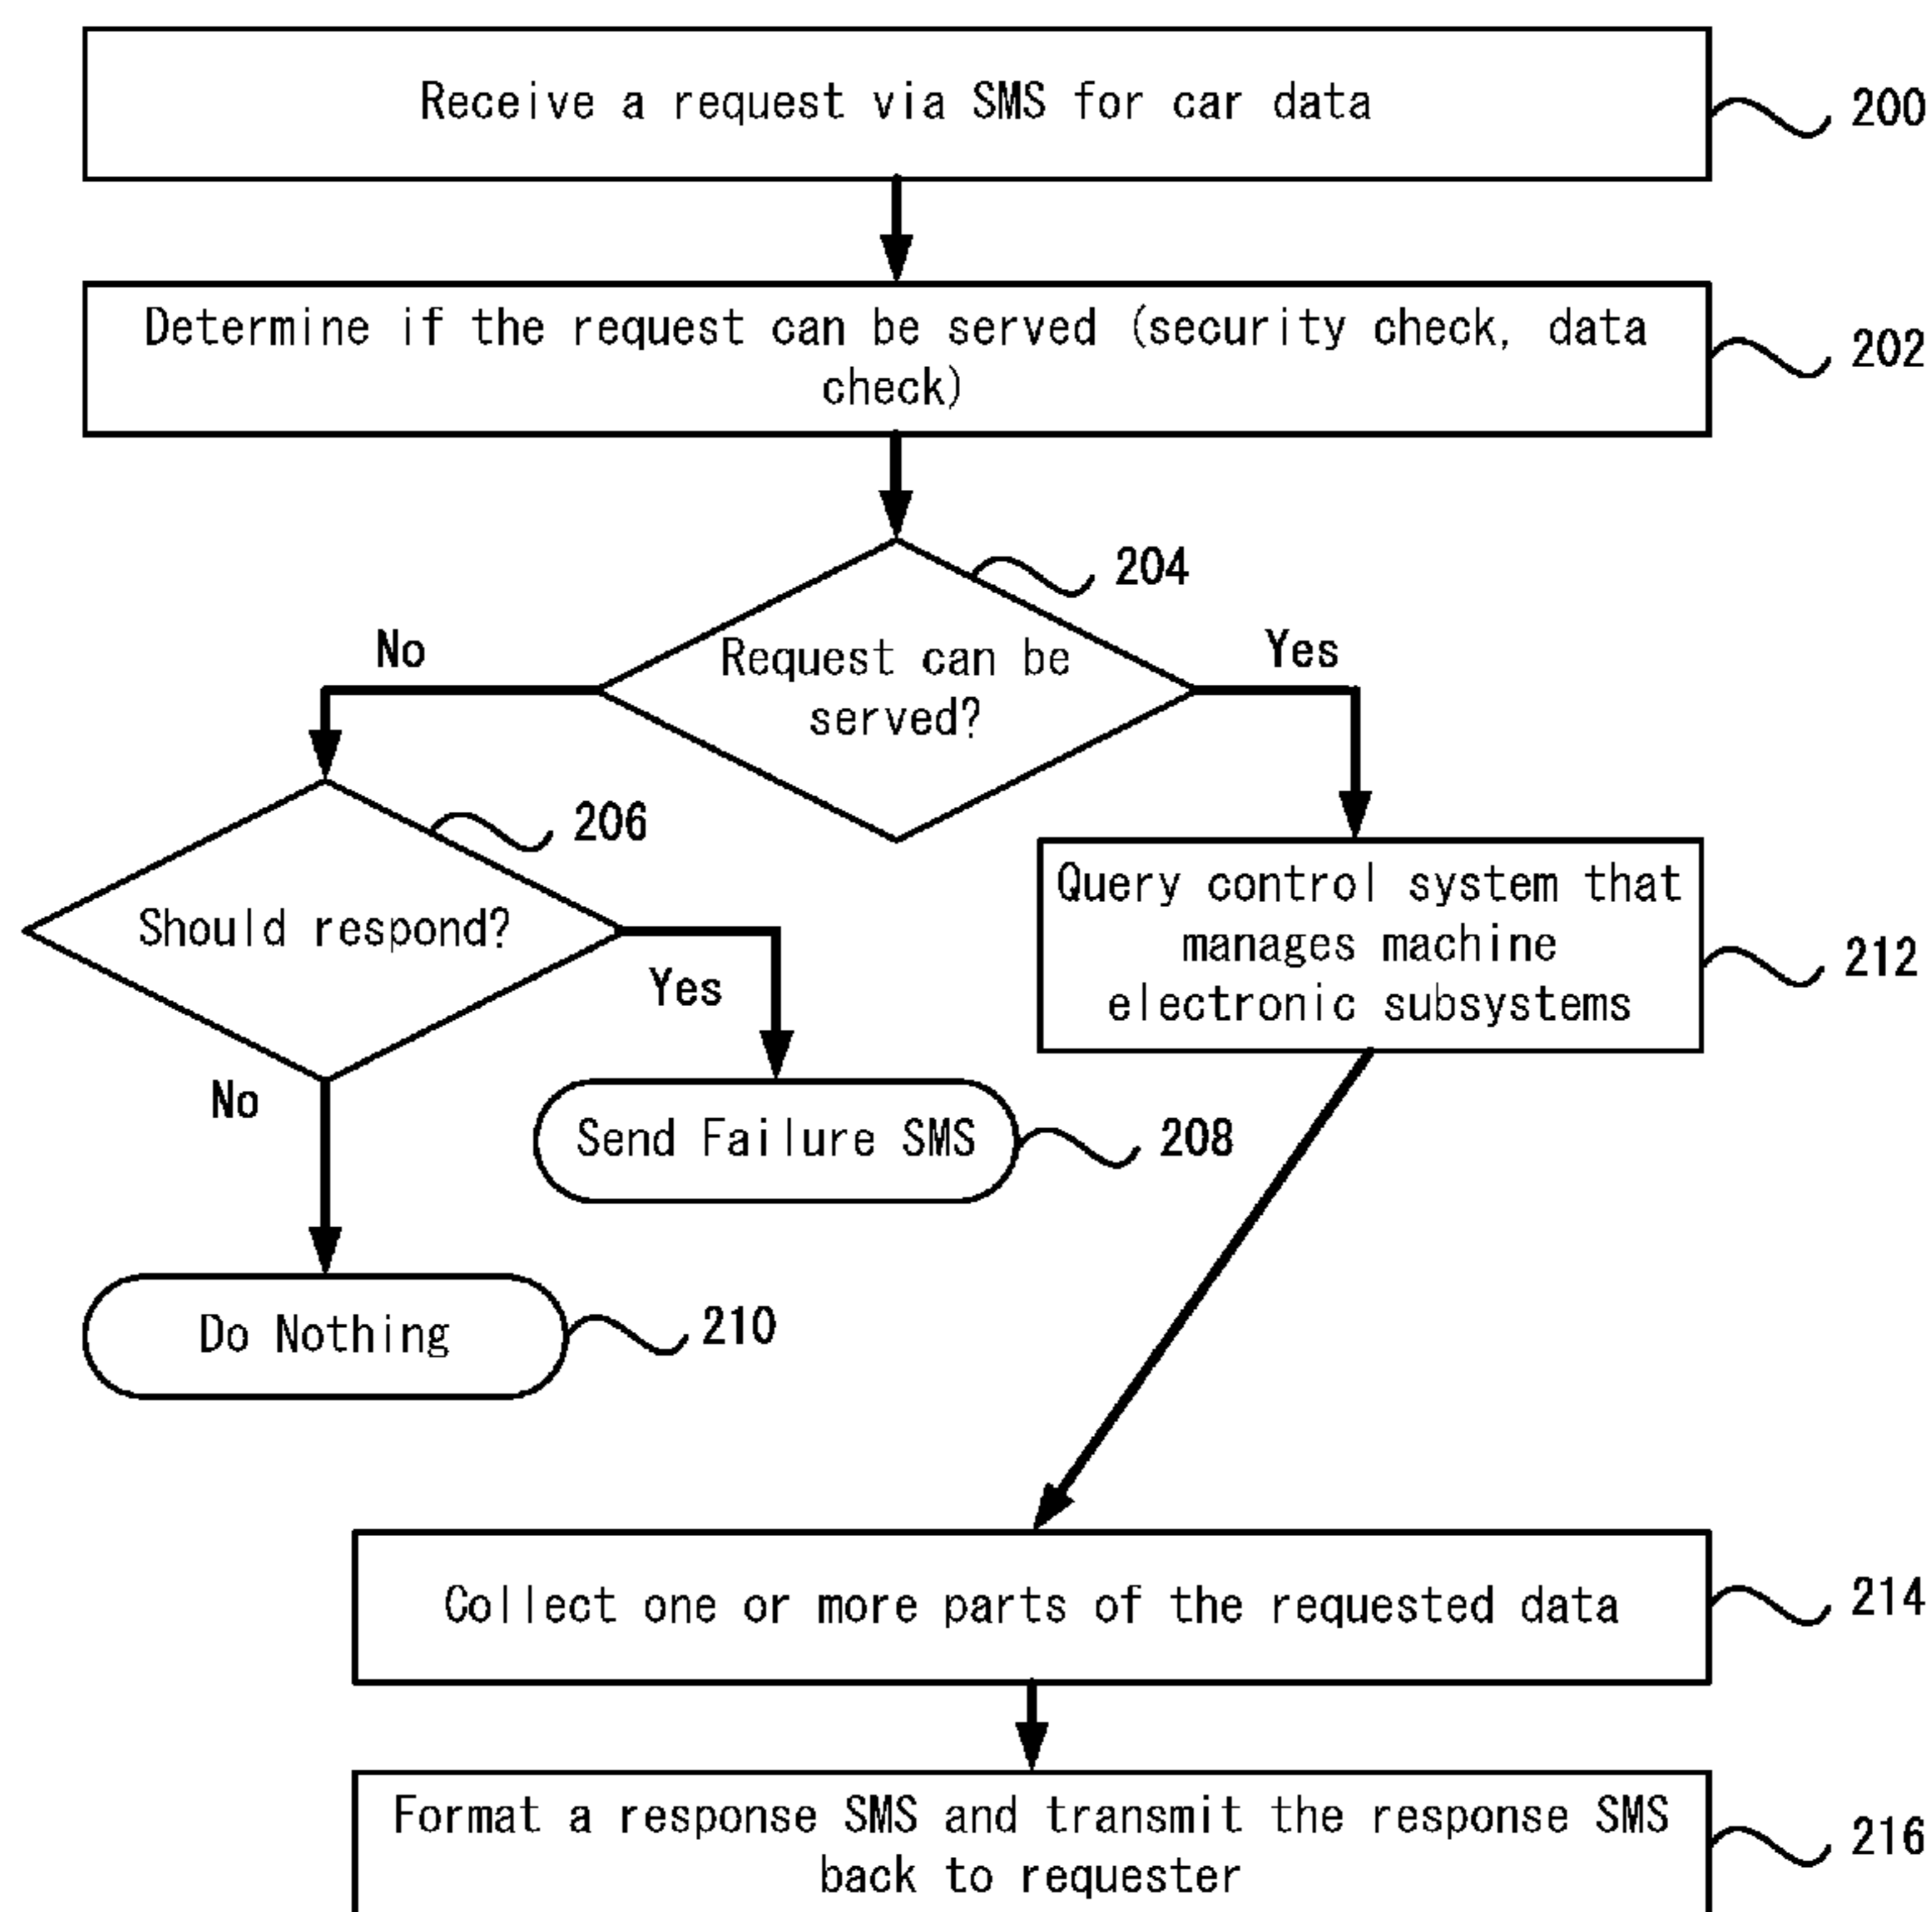 Receive a request via SMS for car data
200
Determine if the request can be served (security check, data
check)
202
204
No
Request can be
served?
Yes
206
Should respond?
Yes
Query control system that
manages machine
electronic subsystems
212
No
Send Failure SMS
208
Do Nothing
210
Collect one or more parts of the requested data
214
Format a response SMS and transmit the response SMS
back to requester
216